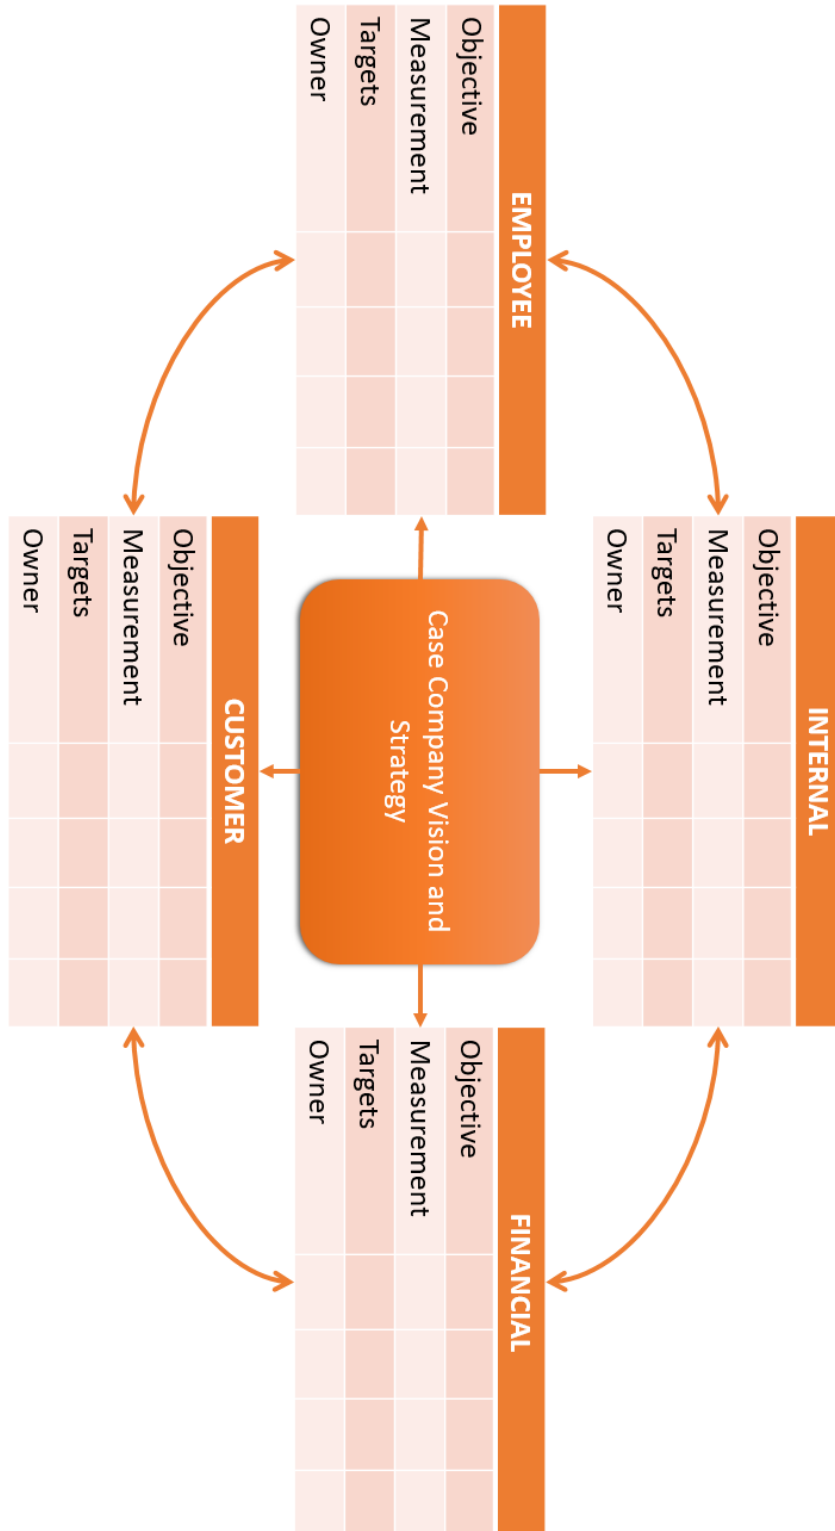 INTERNAL
Objective
Measurement
Targets
Owner
EMPLOYEE
Objective
Measurement
Targets
Owner
Case Company Vision and
Strategy
FINANCIAL
Objective
Measurement
Targets
Owner
CUSTOMER
Objective
Measurement
Targets
Owner